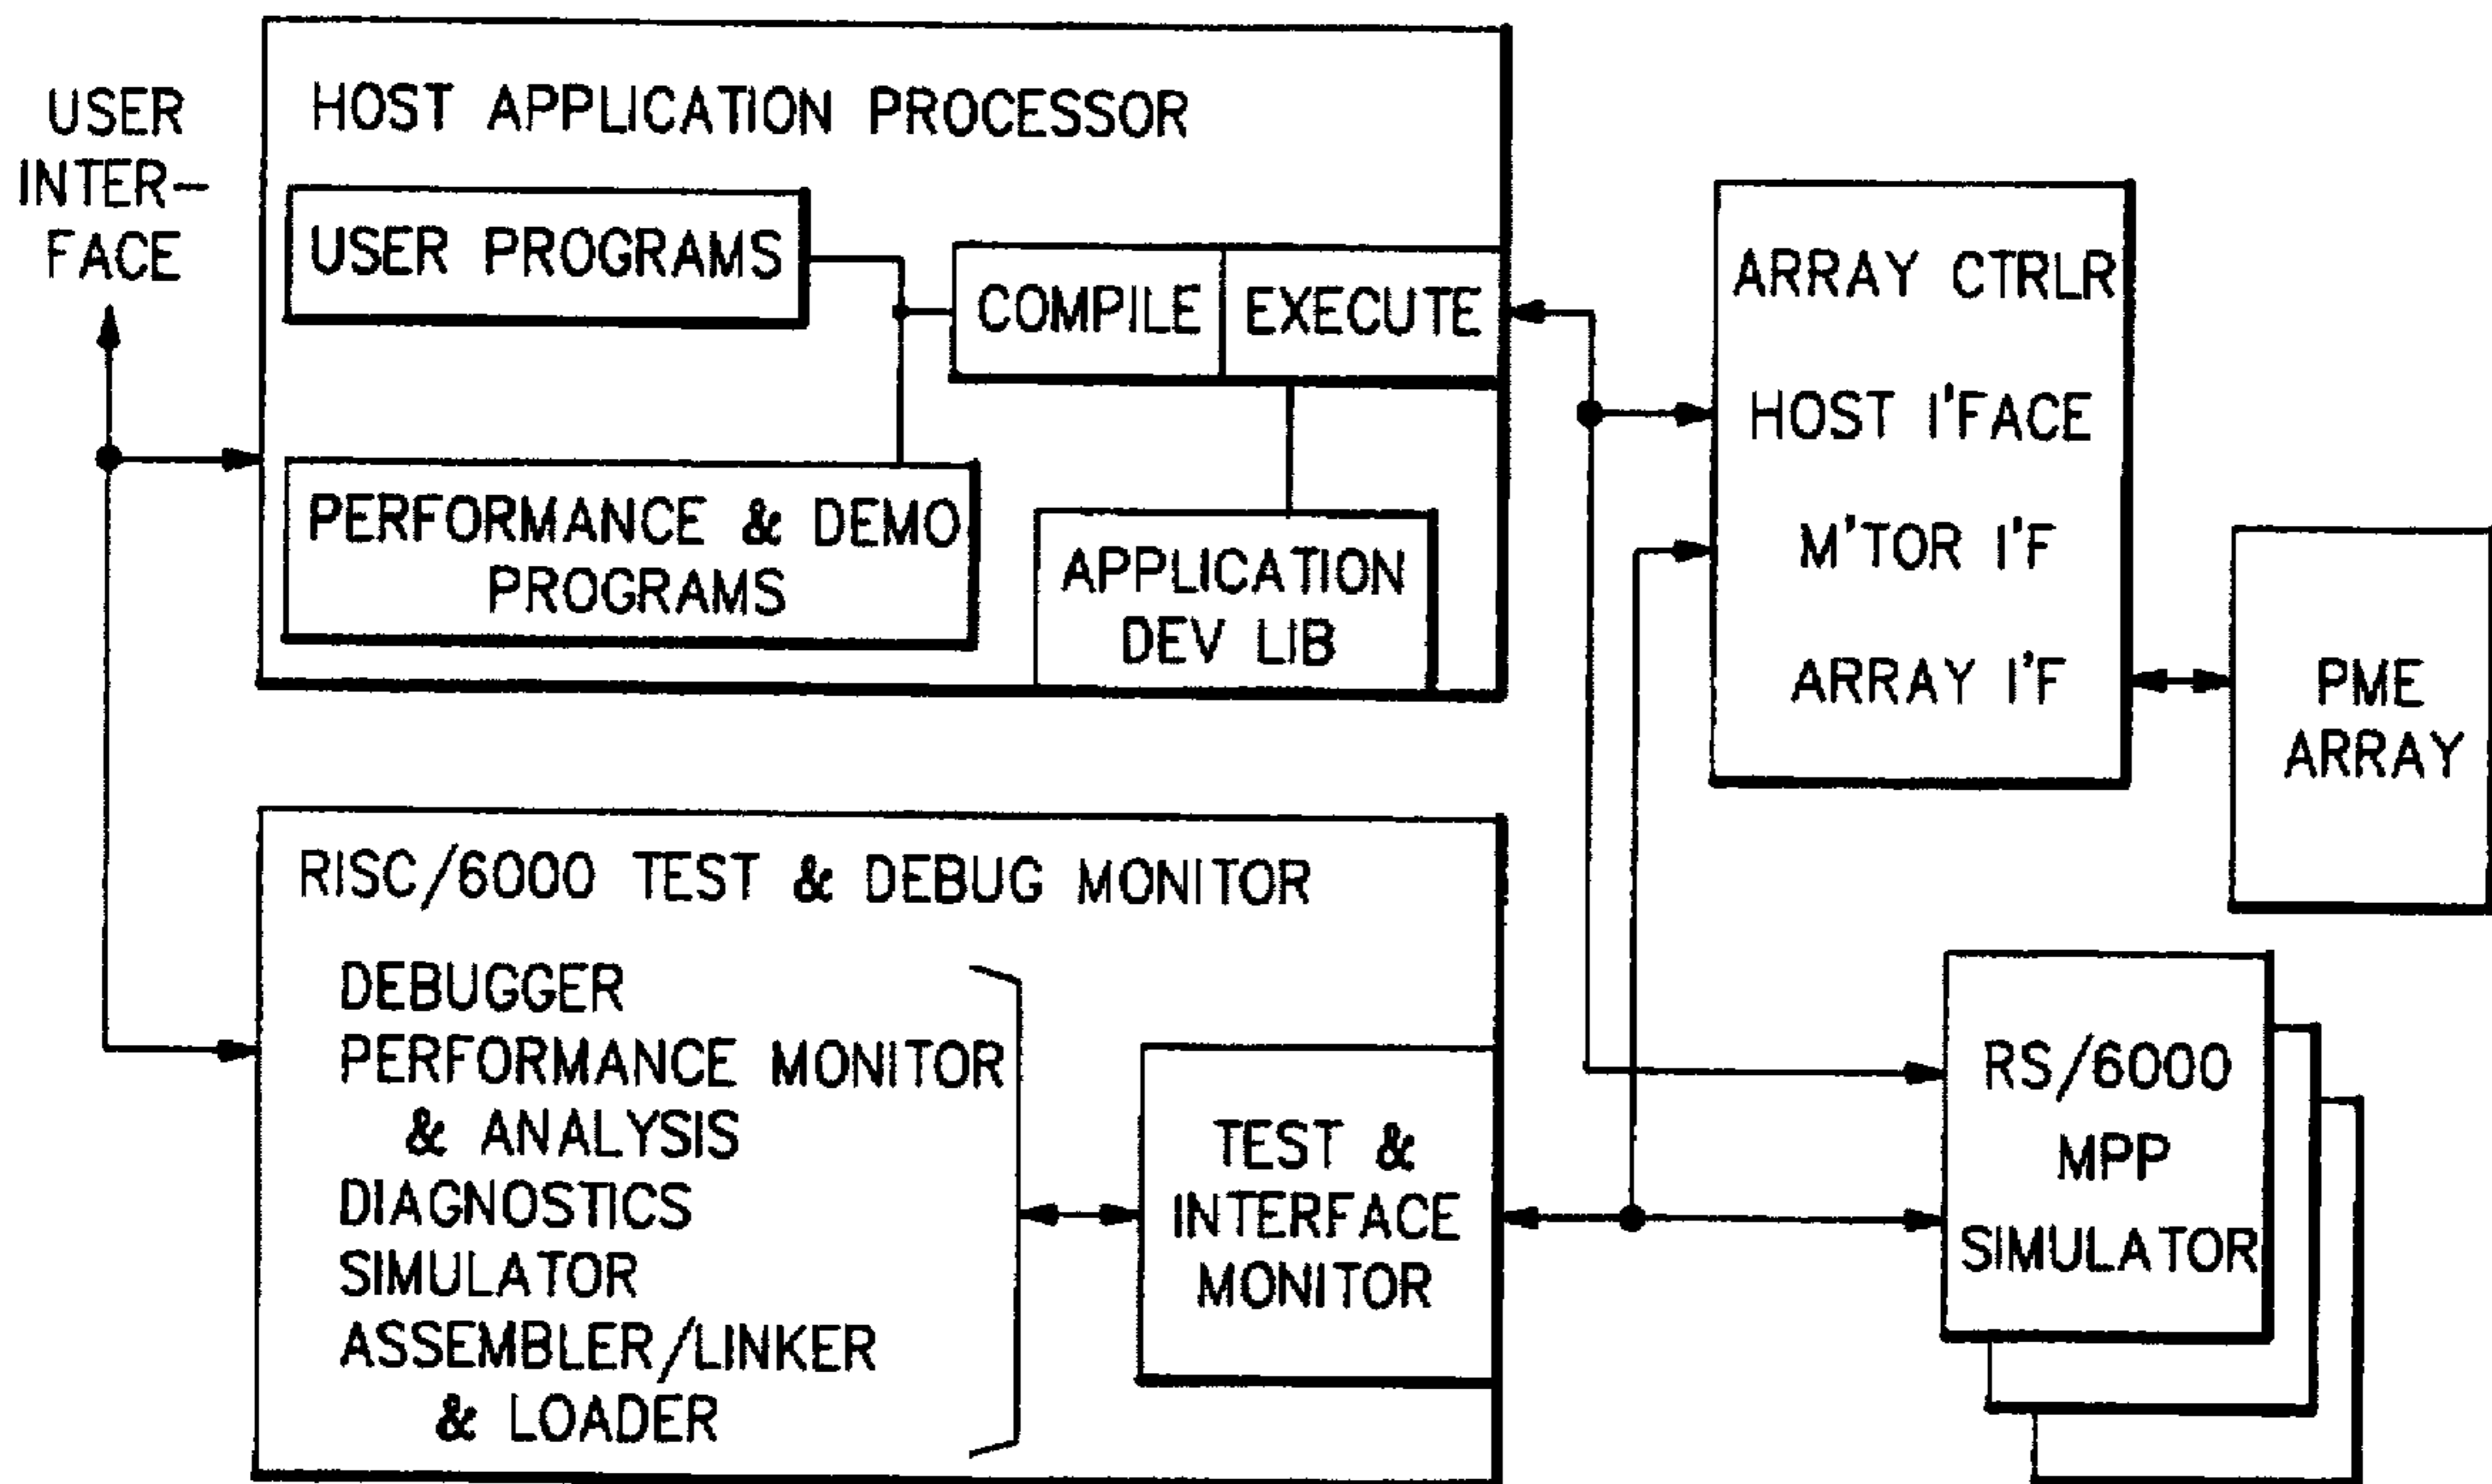 USER
INTER-
FACE
HOST APPLICATION PROCESSOR
USER PROGRAMS
COMPILE
EXECUTE
PERFORMANCE & DEMO
PROGRAMS
APPLICATION
DEV LIB
ARRAY CTRLR
HOST I'FACE
M'TOR I'F
ARRAY I'F
PME
ARRAY
RISC/6000 TEST & DEBUG MONITOR
DEBUGGER
PERFORMANCE MONITOR
& ANALYSIS
DIAGNOSTICS
SIMULATOR
ASSEMBLER/LINKER
& LOADER
TEST &
INTERFACE
MONITOR
RS/6000
MPP
SIMULATOR